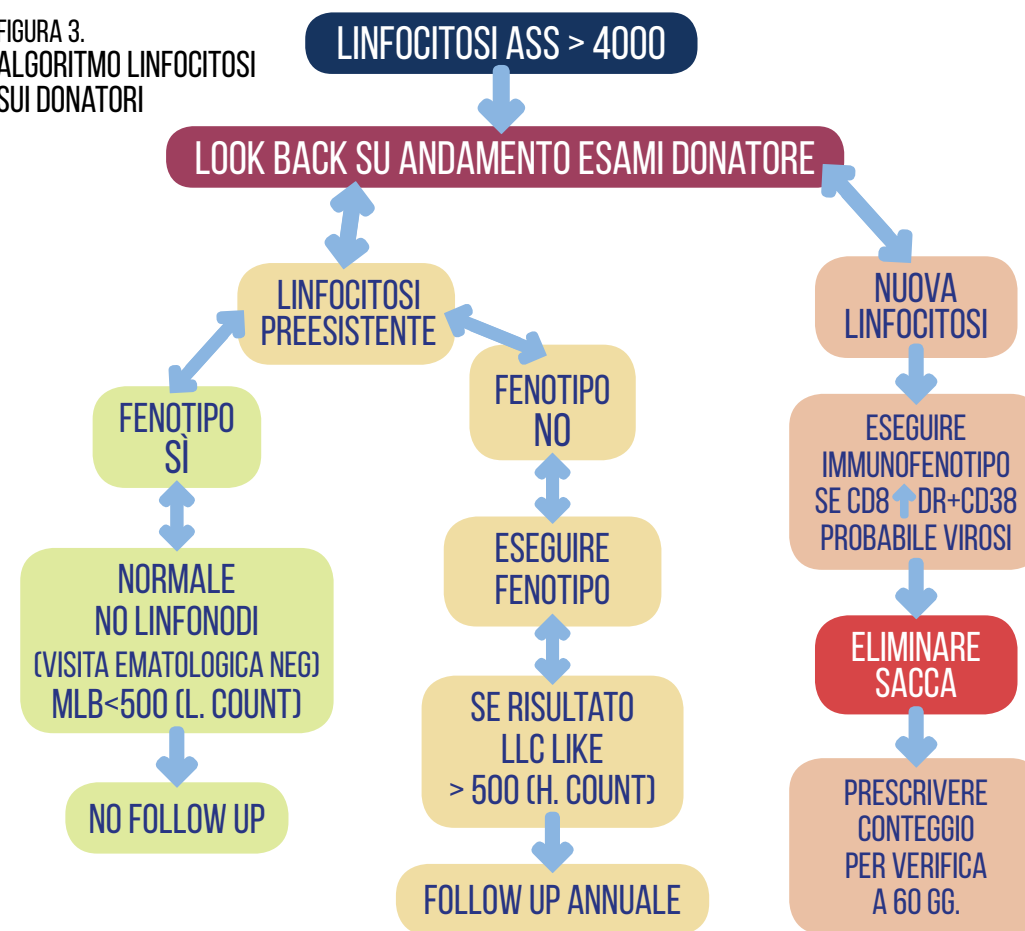 FIGURA 3.
ALGORITMO LINFOCITOSI
SUI DONATORI
LINFOCITOSI ASS > 4000
LOOK BACK SU ANDAMENTO ESAMI DONATORE
LINFOCITOSI
PREESISTENTE
NUOVA
LINFOCITOSI
FENOTIPO
SÌ
FENOTIPO
NO
ESEGUIRE
IMMUNOFENOTIPO
SE CD8 DR+CD38
PROBABILE VIROSI
NORMALE
NO LINFONODI
(VISITA EMATOLOGICA NEG)
MLB<500 (L. COUNT)
ESEGUIRE
FENOTIPO
ELIMINARE
SACCA
SE RISULTATO
LLC LIKE
> 500 (H. COUNT)
NO FOLLOW UP
PRESCRIVERE
CONTEGGIO
PER VERIFICA
A 60 GG.
FOLLOW UP ANNUALE